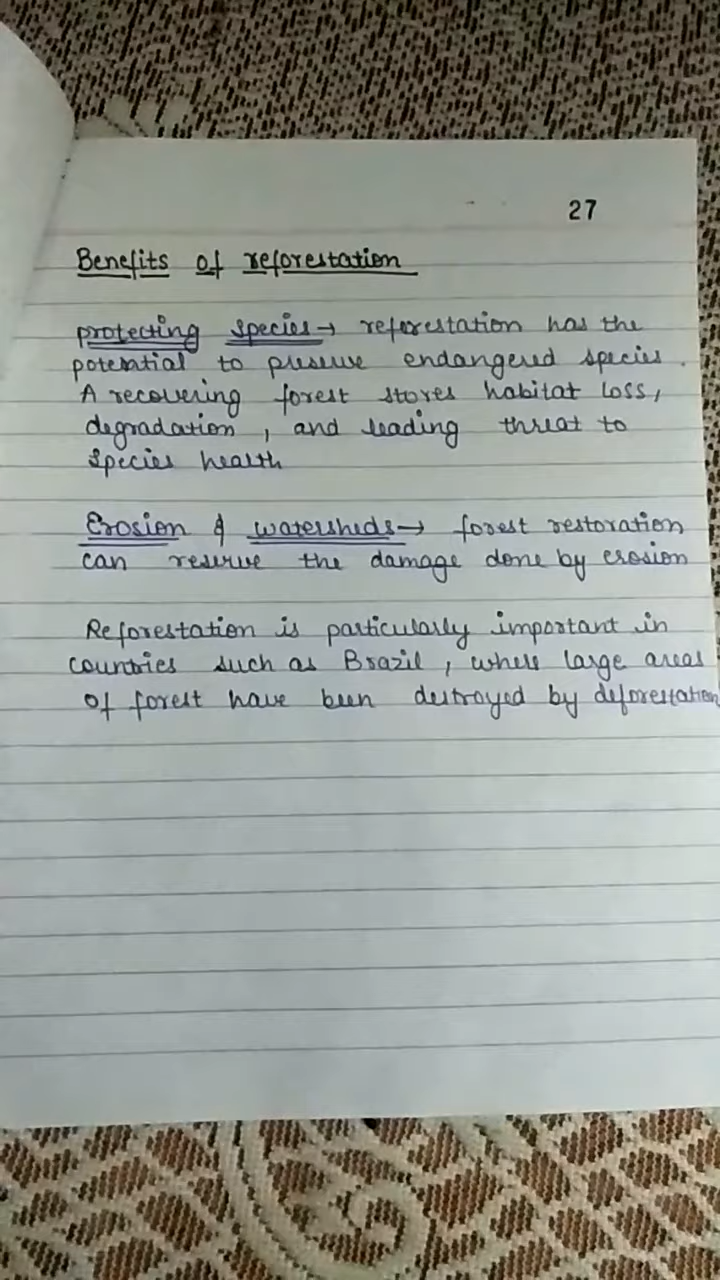 27
Benefits of reforestation
protecting species → reforestation has the
potential to preserve endangered species.
A recovering forest stores habitat loss,
degradation, and leading threat to
species health
Erosion & watersheds → forest restoration
can reserve the damage done by erosion
Reforestation is particularly important in
countries such as Brazil, where large areas
of forest have been destroyed by deforestation